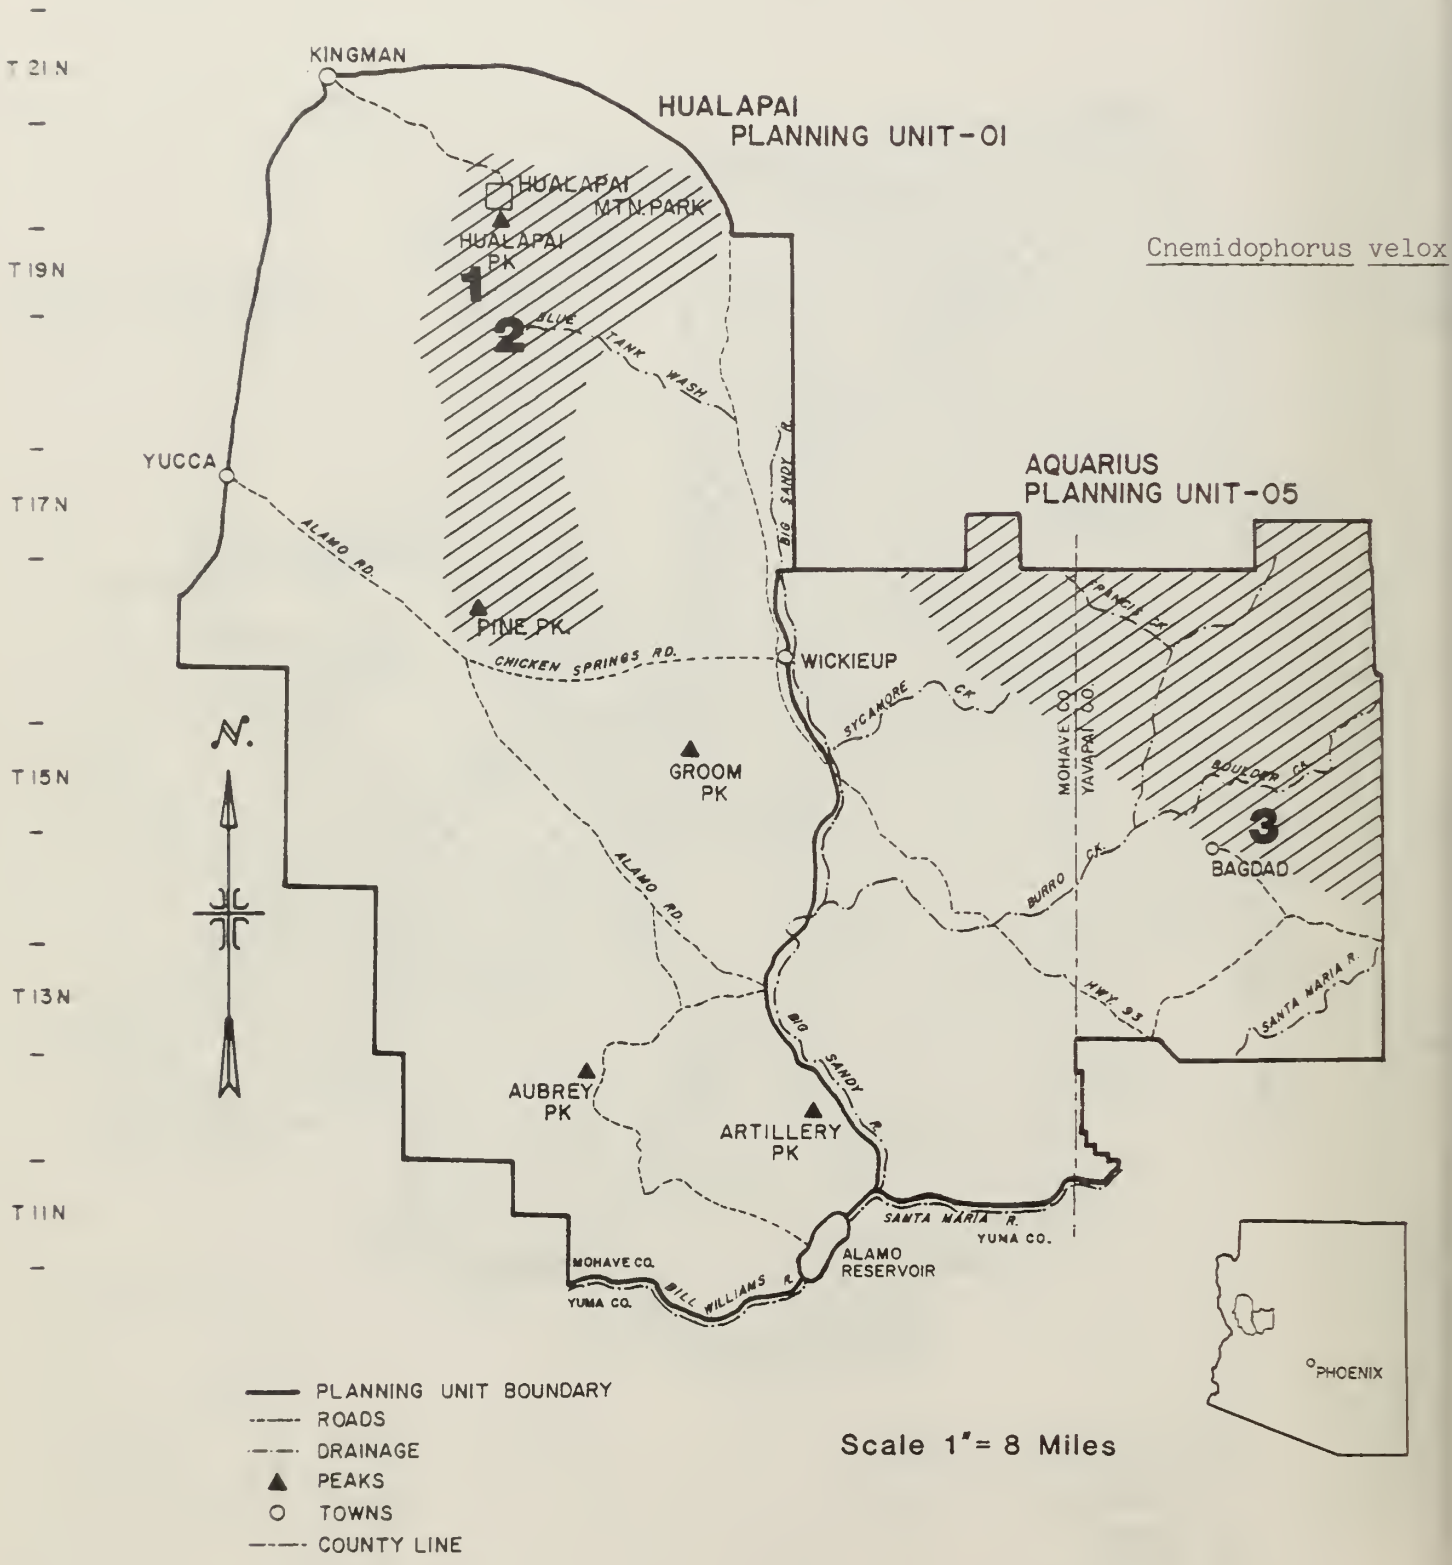 KINGMAN
T 21 N
HUALAPAI
PLANNING UNIT-01
HUALAPAI
MTN. PARK
HUALAPAI
PK
Cnemidophorus velox
T 19 N
1
2
BLUE TANK WASH
BIG SANDY R.
YUCCA
AQUARIUS
PLANNING UNIT-05
T 17 N
ALAMO RD.
FRANCIS CK.
PINE PK.
CHICKEN SPRINGS RD.
WICKIEUP
SYCAMORE CK
MOHAVE CO
YAVAPAI CO.
N.
GROOM
PK
T 15 N
BOULDER CK
3
BAGDAD
ALAMO RD.
BURRO CK.
T 13 N
HWY. 93
SANTA MARIA R.
BIG SANDY R.
AUBREY
PK
ARTILLERY
PK
T 11 N
SANTA MARIA R.
YUMA CO.
ALAMO
RESERVOIR
MOHAVE CO.
YUMA CO.
BILL WILLIAMS R.
PHOENIX
PLANNING UNIT BOUNDARY
ROADS
DRAINAGE
PEAKS
TOWNS
COUNTY LINE
Scale 1"= 8 Miles